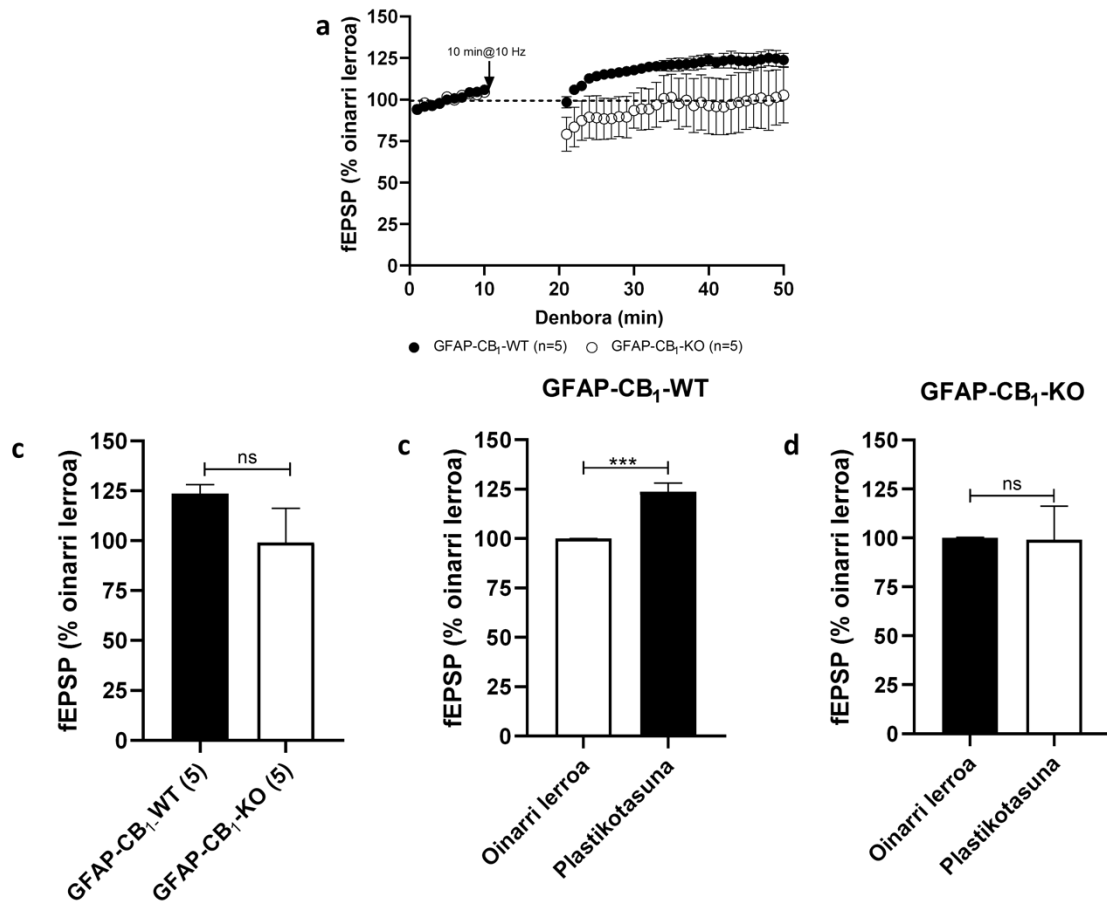 a
10 min@10 Hz
fEPSP (% oinarri lerroa)
150
125
100
75
50
25
0
0 10 20 30 40 50
Denbora (min)
● GFAP-CB₁-WT (n=5) ○ GFAP-CB₁-KO (n=5)
c
fEPSP (% oinarri lerroa)
150
125
100
75
50
25
0
ns
GFAP-CB₁-WT (5)
GFAP-CB₁-KO (5)
GFAP-CB₁-WT
c
fEPSP (% oinarri lerroa)
150
125
100
75
50
25
0
***
Oinarri lerroa
Plastikotasuna
GFAP-CB₁-KO
d
fEPSP (% oinarri lerroa)
150
125
100
75
50
25
0
ns
Oinarri lerroa
Plastikotasuna